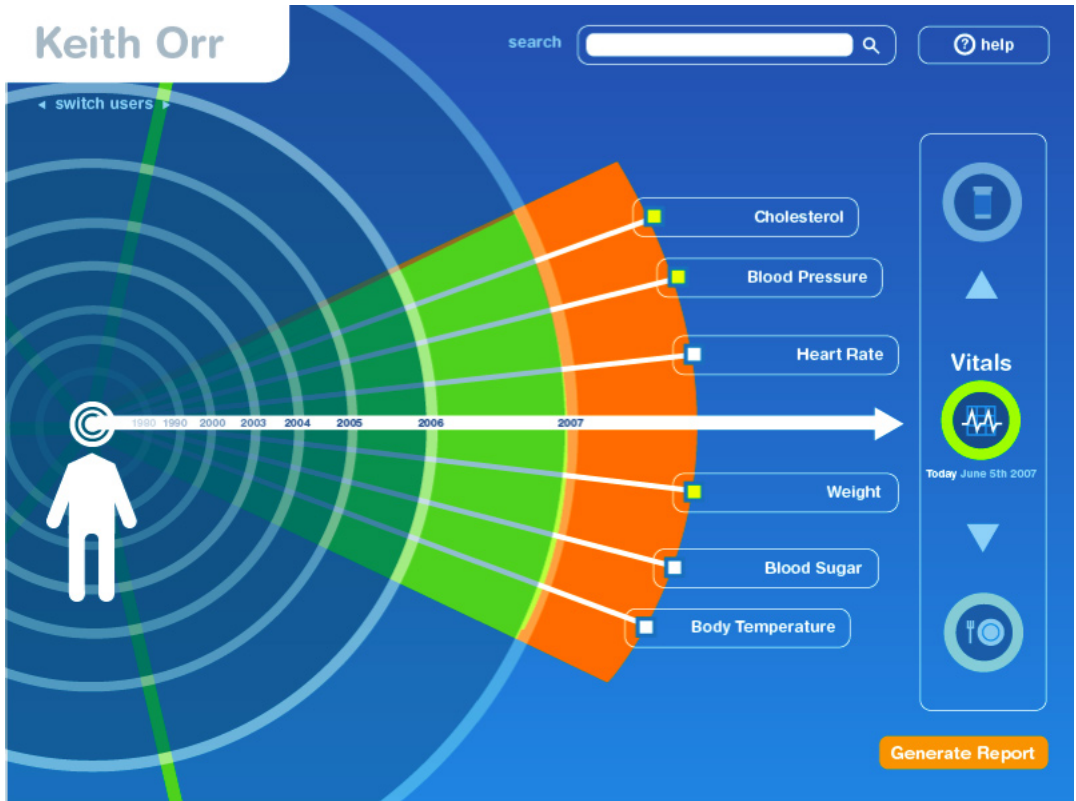 Keith Orr
search
? help
◂ switch users ▸
Cholesterol
Blood Pressure
Heart Rate
Vitals
1990 1990 2000 2003 2004 2005 2006 2007
Today June 5th 2007
Weight
Blood Sugar
Body Temperature
Generate Report